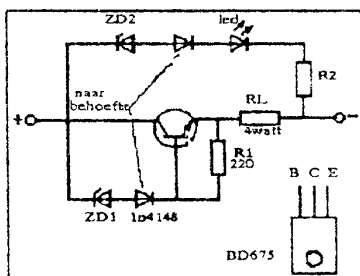 ZD2 led
R2
naar
behoefte
RL
+ −
4watt
R1
220
B C E
ZD1 1n4148
BD675